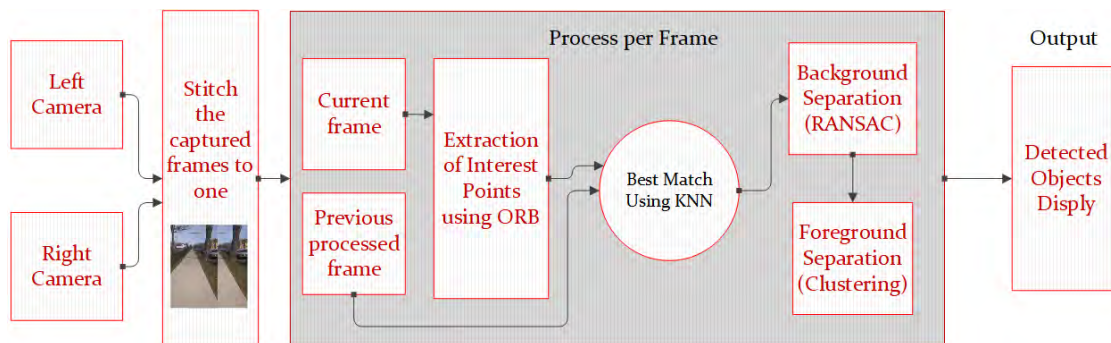 Left
Camera
Right
Camera
Stitch
the
captured
frames to
one
Process per Frame
Current
frame
Previous
processed
frame
Extraction
of Interest
Points
using ORB
Best Match
Using KNN
Background
Separation
(RANSAC)
Foreground
Separation
(Clustering)
Output
Detected
Objects
Disply